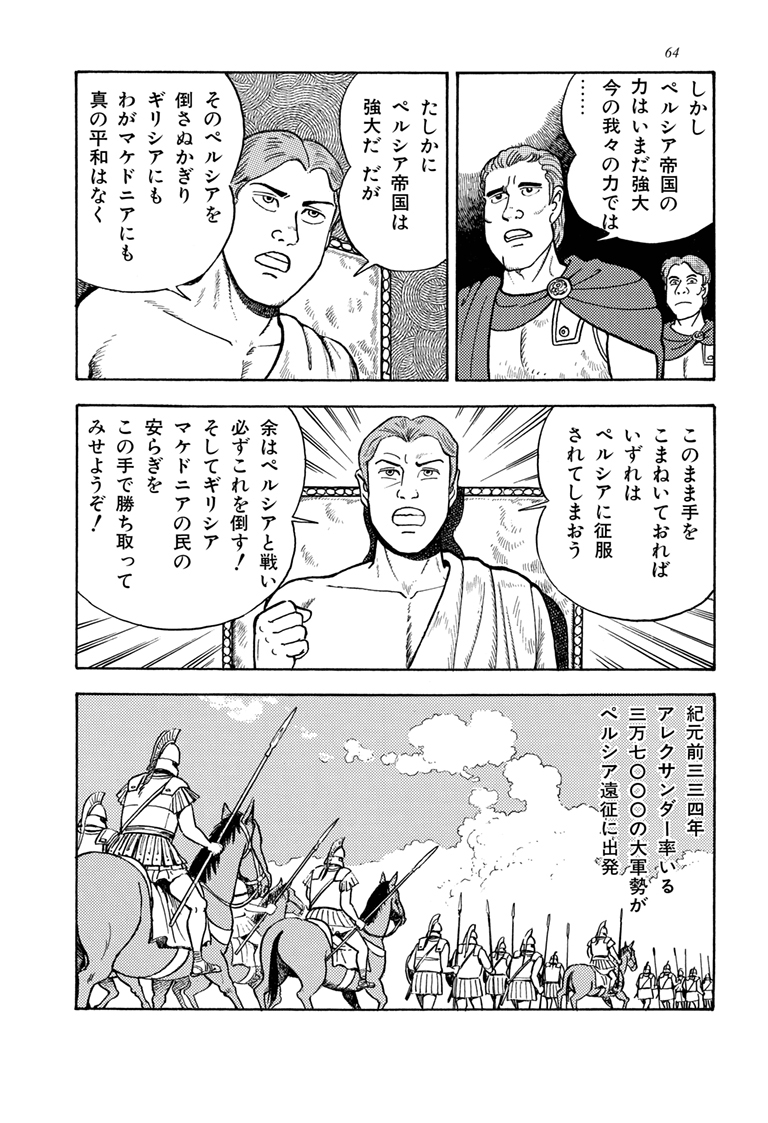 64
しかし
ペルシア帝国の
力はいまだ強大
今の我々の力では
……
たしかに
ペルシア帝国は
強大だ だが
そのペルシアを
倒さぬかぎり
ギリシアにも
わがマケドニアにも
真の平和はなく
このまま手を
こまねいておれば
いずれは
ペルシアに征服
されてしまおう
余はペルシアと戦い
必ずこれを倒す！
そしてギリシア
マケドニアの民の
安らぎを
この手で勝ち取って
みせようぞ！
紀元前三三四年
アレクサンダー率いる
三万七〇〇〇の大軍勢が
ペルシア遠征に出発